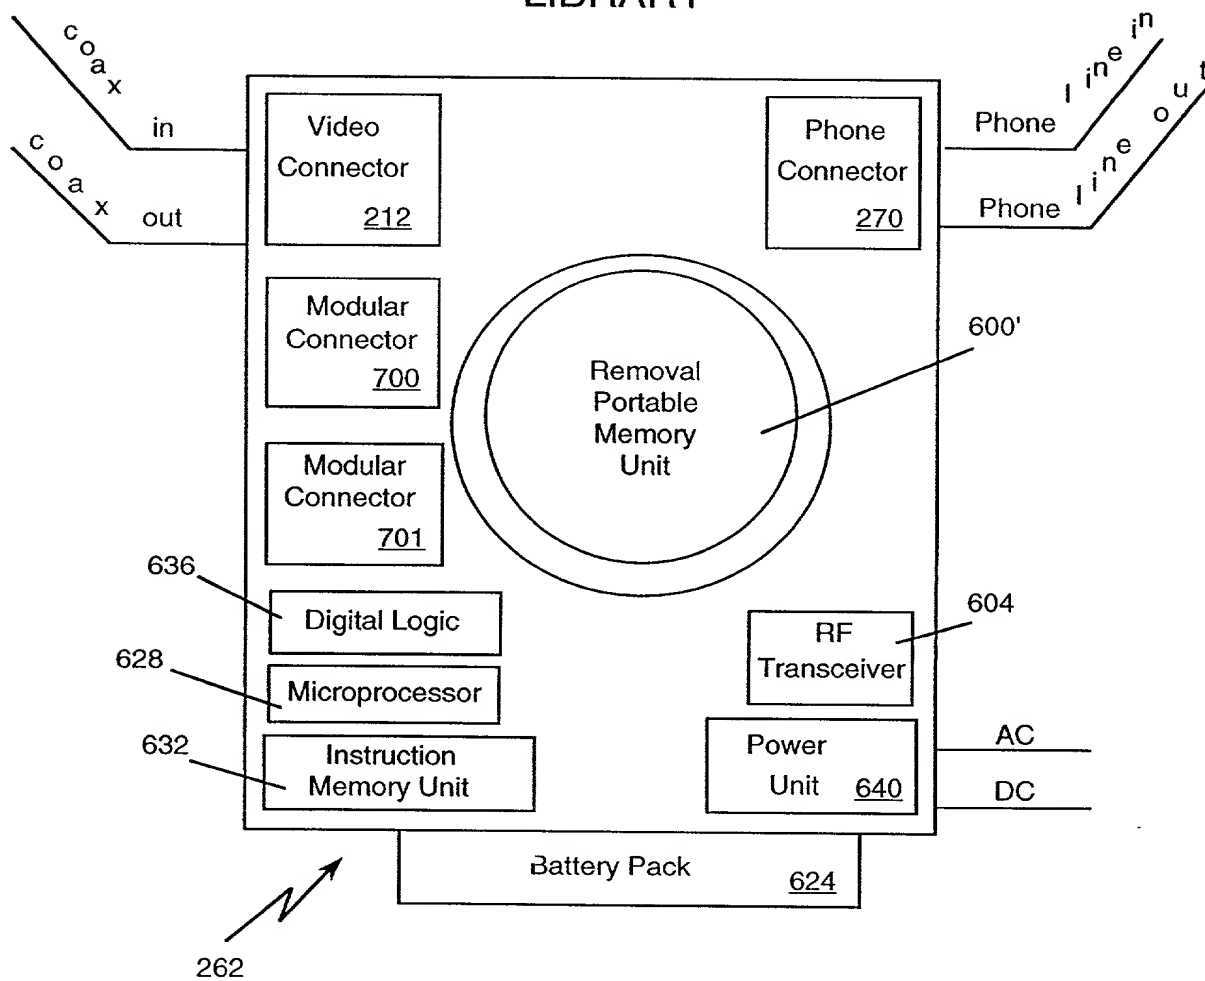 LIBRARY
coax in
coax out
Video
Connector
212
Phone
Connector
270
Phone line in
Phone line out
Modular
Connector
700
Removal
Portable
Memory
Unit
600'
Modular
Connector
701
636
Digital Logic
628
Microprocessor
632
Instruction
Memory Unit
RF
Transceiver
604
Power
Unit 640
AC
DC
Battery Pack 624
262